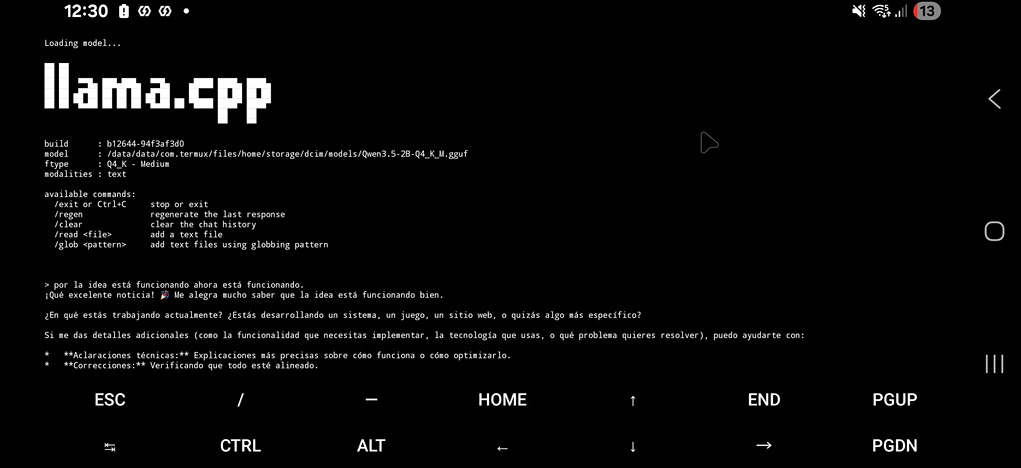 12:30
13
Loading model...
llama.cpp
build      : b12644-94f3af3d0
model      : /data/data/com.termux/files/home/storage/dcim/models/Qwen3.5-2B-Q4_K_M.gguf
ftype      : Q4_K - Medium
modalities : text
available commands:
  /exit or Ctrl+C     stop or exit
  /regen              regenerate the last response
  /clear              clear the chat history
  /read <file>        add a text file
  /glob <pattern>     add text files using globbing pattern
> por la idea está funcionando ahora está funcionando.
¡Qué excelente noticia! 🎉 Me alegra mucho saber que la idea está funcionando bien.
¿En qué estás trabajando actualmente? ¿Estás desarrollando un sistema, un juego, un sitio web, o quizás algo más específico?
Si me das detalles adicionales (como la funcionalidad que necesitas implementar, la tecnología que usas, o qué problema quieres resolver), puedo ayudarte con:
*   **Aclaraciones técnicas:** Explicaciones más precisas sobre cómo funciona o cómo optimizarlo.
*   **Correcciones:** Verificando que todo esté alineado.
ESC / — HOME ↑ END PGUP
↹ CTRL ALT ← ↓ → PGDN